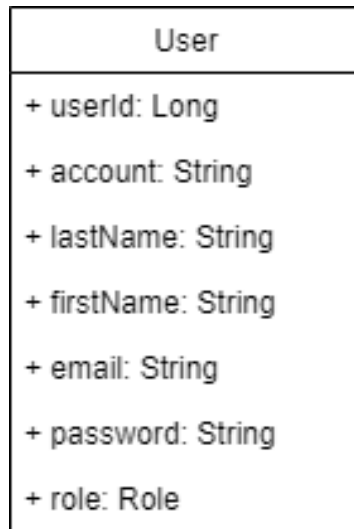 User
+ userId: Long
+ account: String
+ lastName: String
+ firstName: String
+ email: String
+ password: String
+ role: Role